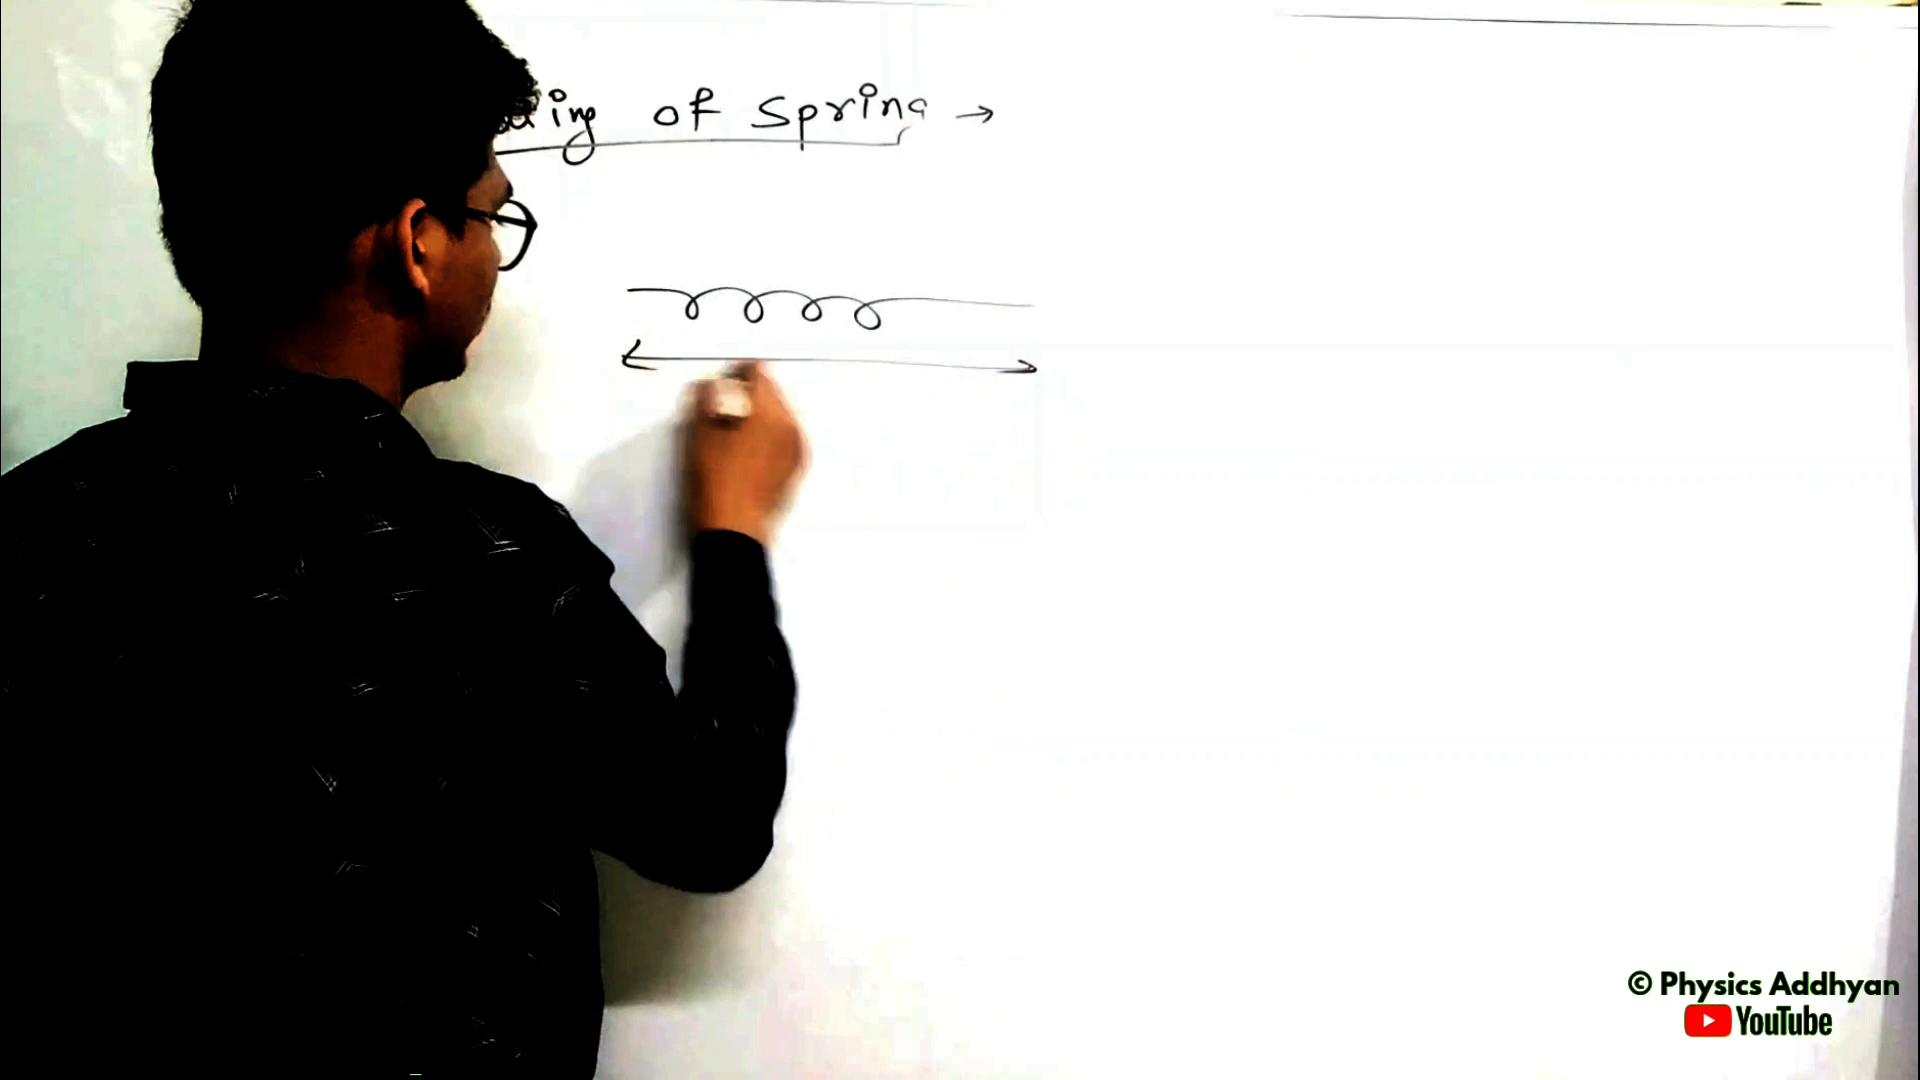 of Spring →
© Physics Addhyan
YouTube